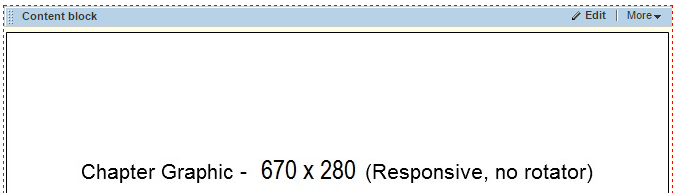 Content block Edit More
Chapter Graphic - 670 x 280 (Responsive, no rotator)